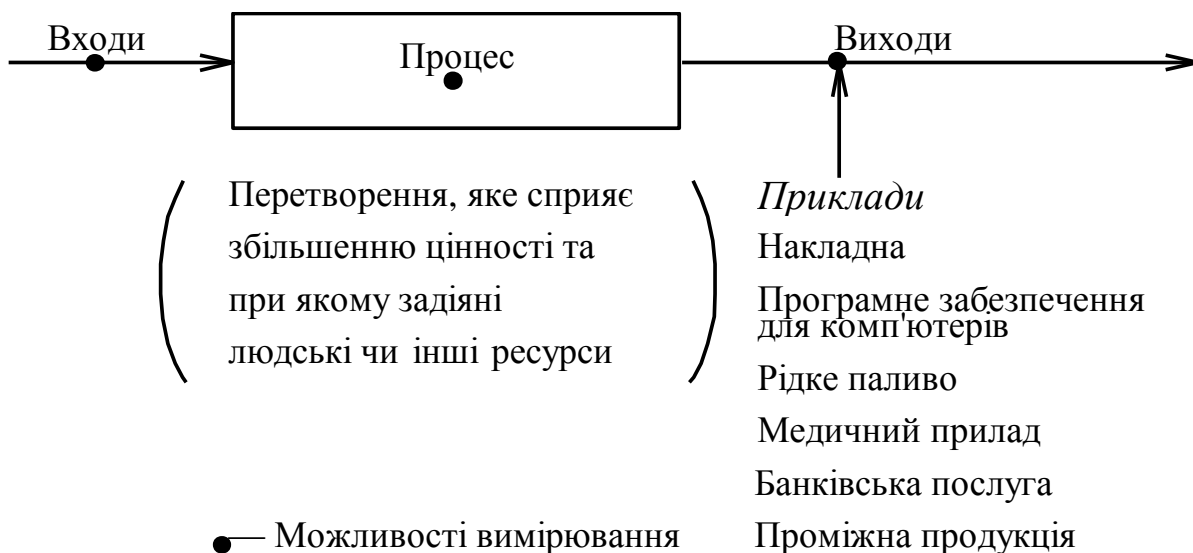 Входи
Процес
Виходи
Перетворення, яке сприяє
збільшенню цінності та
при якому задіяні
людські чи інші ресурси
Приклади
Накладна
Програмне забезпечення
для комп'ютерів
Рідке паливо
Медичний прилад
Банківська послуга
Проміжна продукція
— Можливості вимірювання